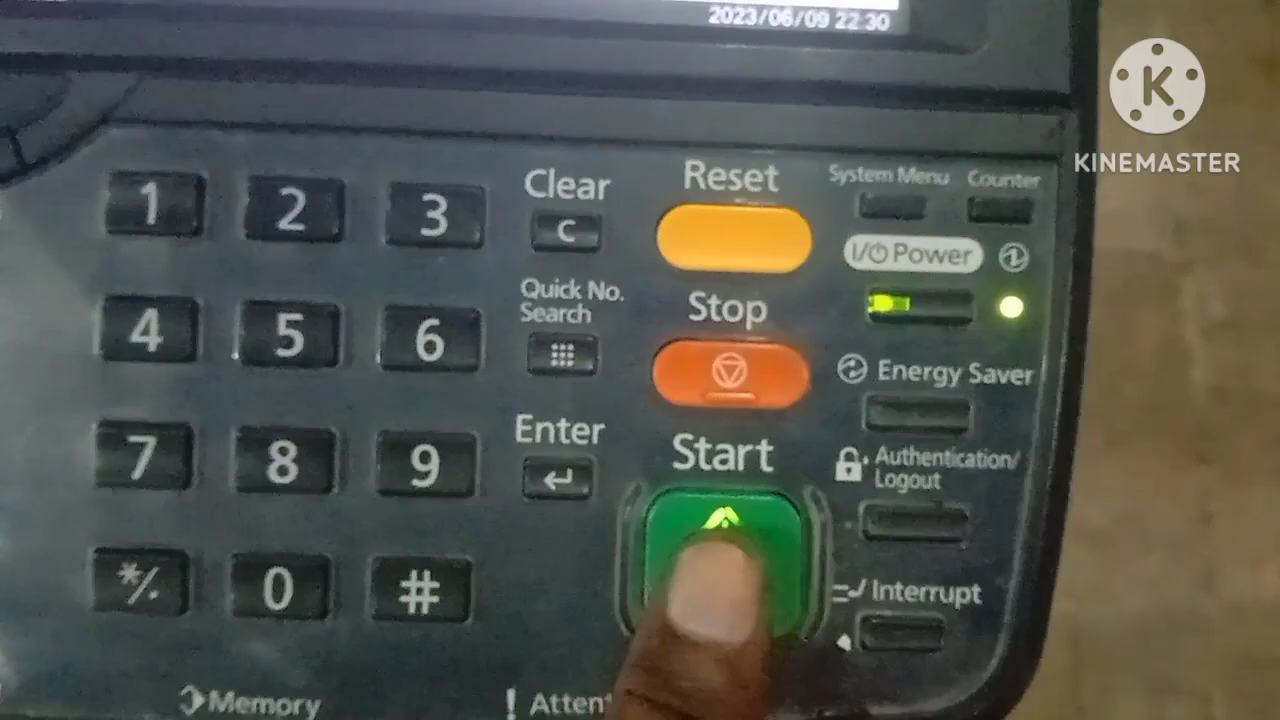 2023/06/09 22:30
K
KINEMASTER
System Menu
Counter
Reset
Clear
C
1
2
3
I/⏻ Power
Quick No.
Search
Stop
4
5
6
Energy Saver
Enter
Start
Authentication/
Logout
7
8
9
*/.
0
#
Interrupt
Memory
! Atten